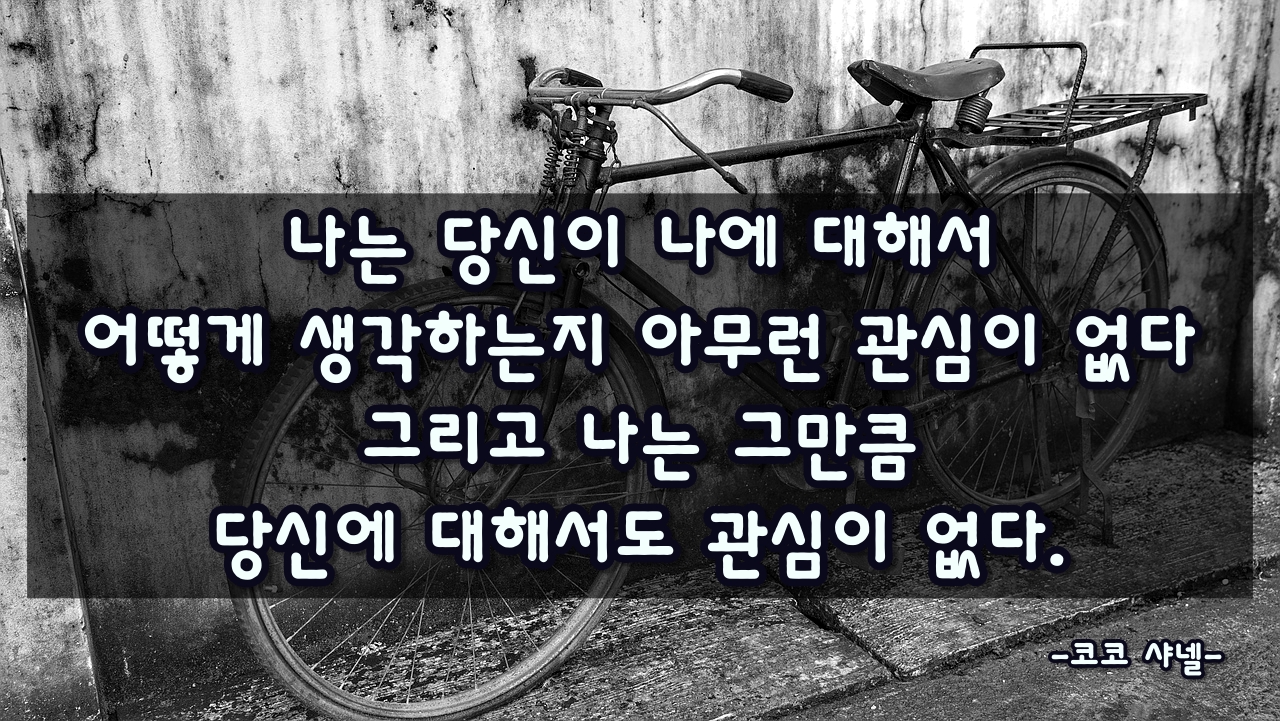 나는 당신이 나에 대해서
어떻게 생각하는지 아무런 관심이 없다
그리고 나는 그만큼
당신에 대해서도 관심이 없다.
-코코 샤넬-